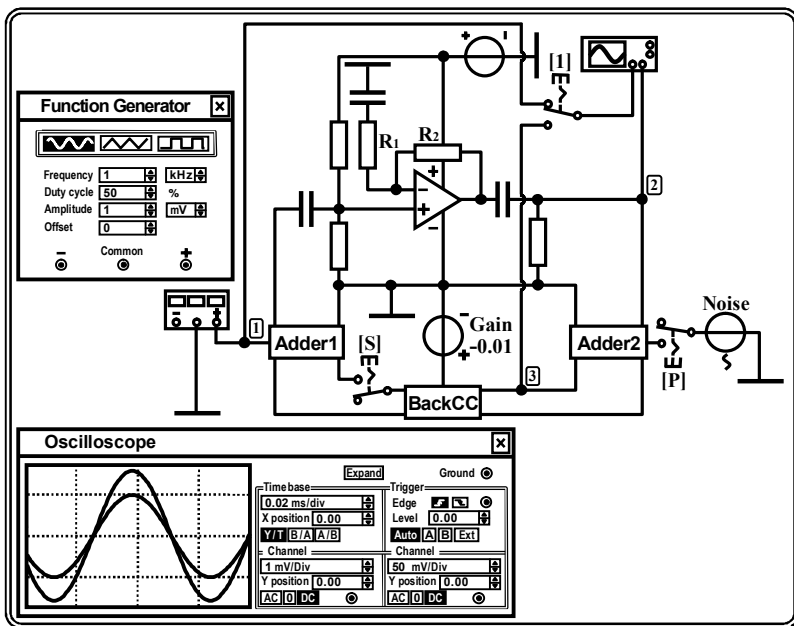 [1]
Function Generator
R1
R2
Frequency 1 kHz
Duty cycle 50 %
Amplitude 1 mV
Offset 0
− Common +
+ −
− +
+
−
2
1
− Gain
+ -0.01
Noise
Adder1
[S]
Adder2
[P]
3
BackCC
Oscilloscope
Expand
Ground
Time base
Trigger
0.02 ms/div
Edge
X position 0.00
Level 0.00
Y/T B/A A/B
Auto A B Ext
Channel
Channel
1 mV/Div
50 mV/Div
Y position 0.00
Y position 0.00
AC 0 DC
AC 0 DC